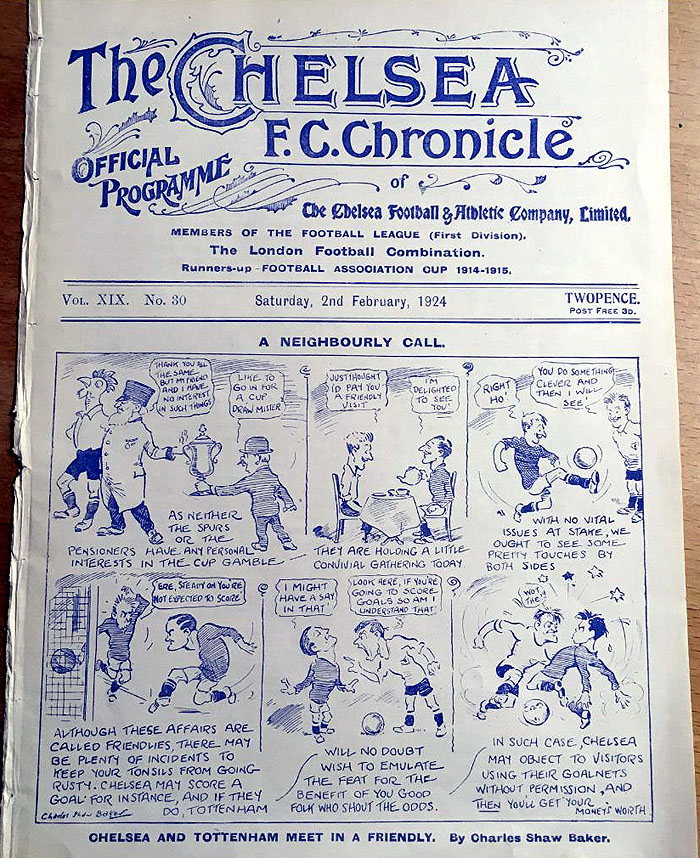 The CHELSEA
F.C. Chronicle
OFFICIAL
PROGRAMME
of
The Chelsea Football & Athletic Company, Limited.
MEMBERS OF THE FOOTBALL LEAGUE (First Division).
The London Football Combination.
Runners-up - FOOTBALL ASSOCIATION CUP 1914-1915.
VOL. XIX. No. 30
Saturday, 2nd February, 1924
TWOPENCE.
POST FREE 3D.
A NEIGHBOURLY CALL.
THANK YOU ALL
THE SAME
BUT MY FRIEND
AND I HAVE
NO INTEREST
IN SUCH THINGS
LIKE TO
GO IN FOR
A CUP
DRAW MISTER
AS NEITHER
THE SPURS
OR THE
PENSIONERS HAVE ANY PERSONAL
INTERESTS IN THE CUP GAMBLE
JUST THOUGHT
I'D PAY YOU
A FRIENDLY
VISIT
I'M
DELIGHTED
TO SEE
YOU
THEY ARE HOLDING A LITTLE
CONVIVIAL GATHERING TODAY.
RIGHT
HO!
YOU DO SOMETHING
CLEVER AND
THEN I WILL
SEE
WITH NO VITAL
ISSUES AT STAKE, WE
OUGHT TO SEE SOME
PRETTY TOUCHES BY
BOTH SIDES
'ERE, STEADY ON YOU'RE
NOT EXPECTED TO SCORE
ALTHOUGH THESE AFFAIRS ARE
CALLED FRIENDLIES, THERE MAY
BE PLENTY OF INCIDENTS TO
KEEP YOUR TONSILS FROM GOING
RUSTY. CHELSEA MAY SCORE A
GOAL FOR INSTANCE, AND IF THEY
DO, TOTTENHAM
Charles Shaw Baker
I MIGHT
HAVE A SAY
IN THAT
LOOK HERE, IF YOU'RE
GOING TO SCORE
GOALS SO AM I
UNDERSTAND THAT
WILL NO DOUBT
WISH TO EMULATE
THE FEAT FOR THE
BENEFIT OF YOU GOOD
FOLK WHO SHOUT THE ODDS.
WOT
THE
IN SUCH CASE, CHELSEA
MAY OBJECT TO VISITORS
USING THEIR GOALNETS
WITHOUT PERMISSION, AND
THEN YOU'LL GET YOUR
MONEY'S WORTH
CHELSEA AND TOTTENHAM MEET IN A FRIENDLY. By Charles Shaw Baker.